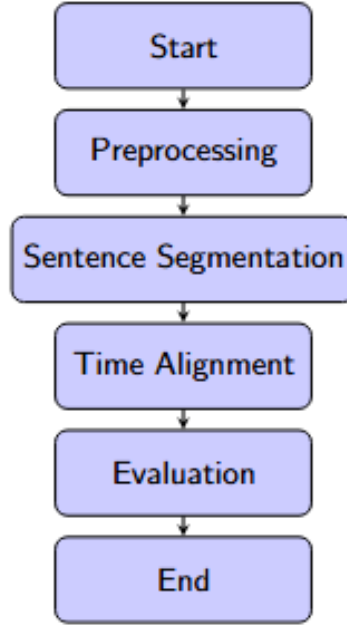 Start
Preprocessing
Sentence Segmentation
Time Alignment
Evaluation
End